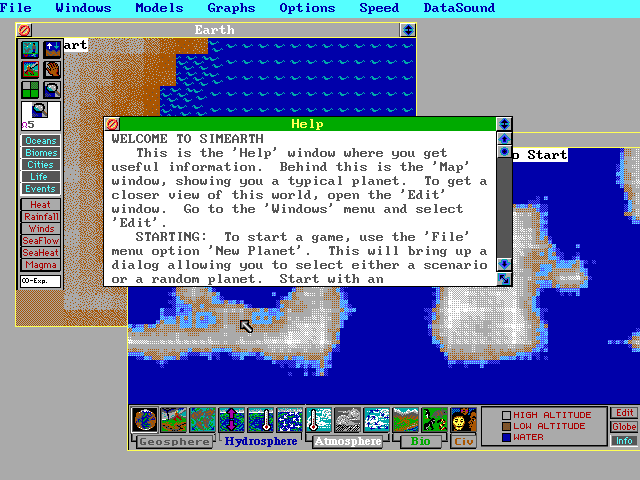 File Windows Models Graphs Options Speed DataSound
Earth
art
Ω5
Oceans
Biomes
Cities
Life
Events
Heat
Rainfall
Winds
SeaFlow
SeaHeat
Magma
Help
WELCOME TO SIMEARTH
This is the 'Help' window where you get
useful information. Behind this is the 'Map'
window, showing you a typical planet. To get a
closer view of this world, open the 'Edit'
window. Go to the 'Windows' menu and select
'Edit'.
STARTING: To start a game, use the 'File'
menu option 'New Planet'. This will bring up a
dialog allowing you to select either a scenario
or a random planet. Start with an
o Start
Geosphere Hydrosphere Atmosphere Bio Civ
HIGH ALTITUDE
LOW ALTITUDE
WATER
Edit
Globe
Info